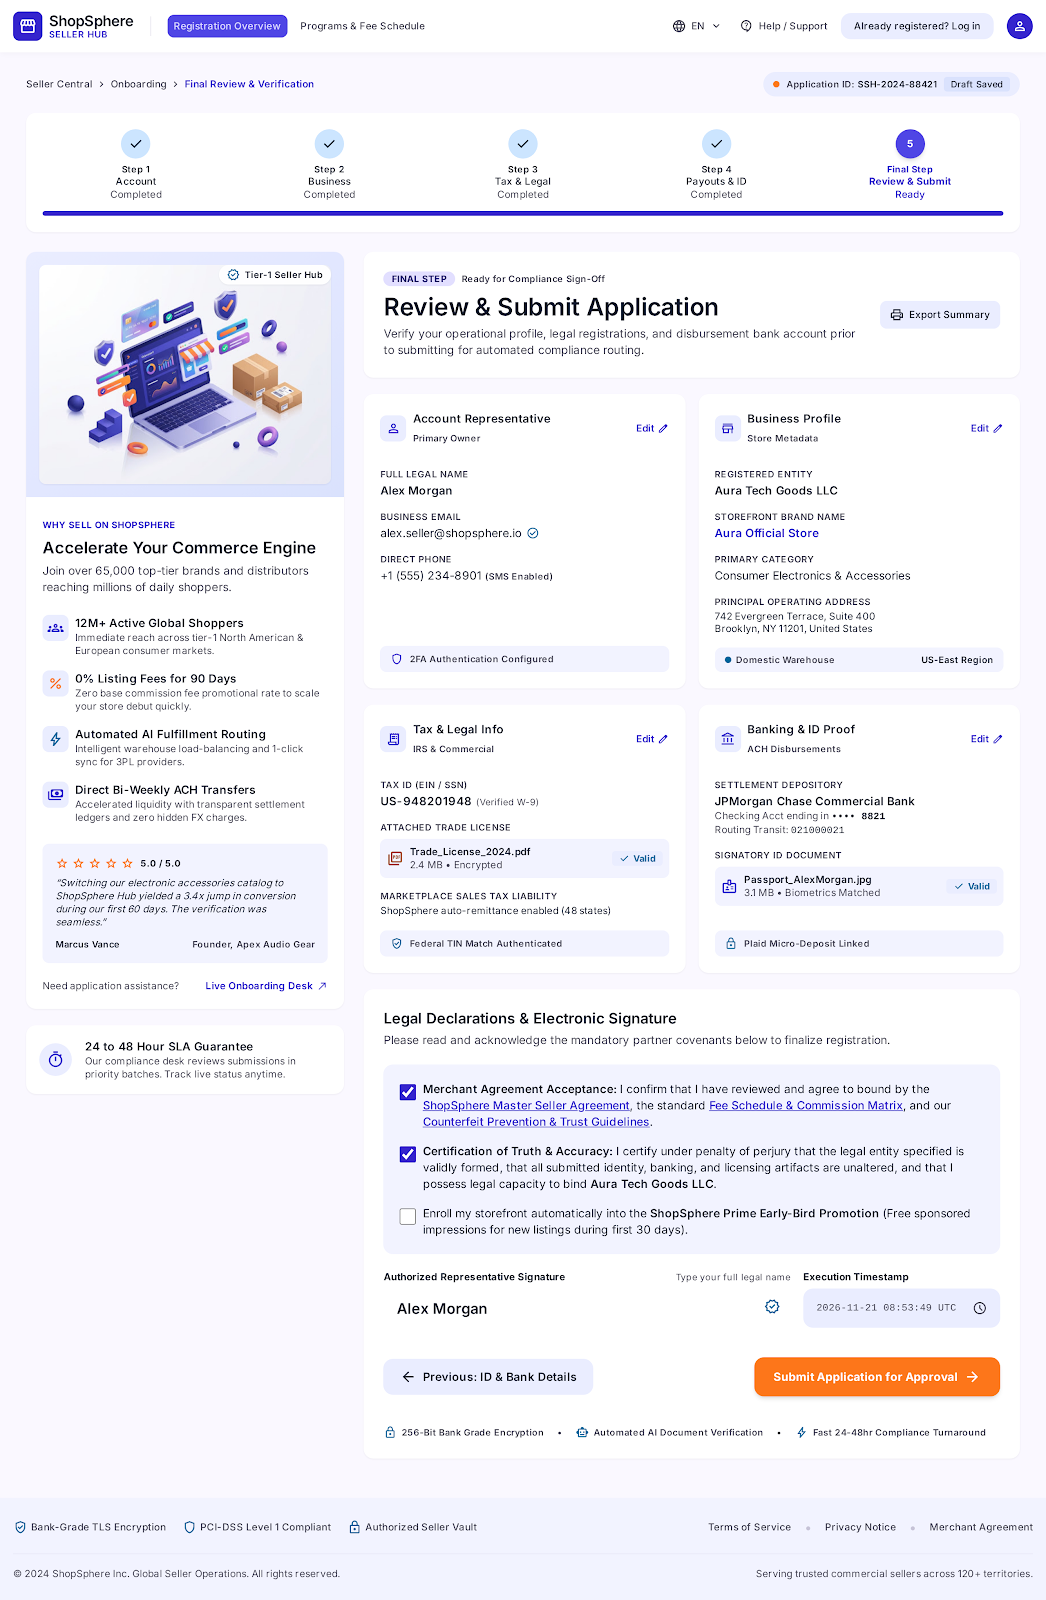 ShopSphere
SELLER HUB
Registration Overview
Programs & Fee Schedule
EN
Help / Support
Already registered? Log in
Seller Central > Onboarding > Final Review & Verification
Application ID: SSH-2024-88421
Draft Saved
Step 1
Account
Completed
Step 2
Business
Completed
Step 3
Tax & Legal
Completed
Step 4
Payouts & ID
Completed
5
Final Step
Review & Submit
Ready
Tier-1 Seller Hub
WHY SELL ON SHOPSPHERE
Accelerate Your Commerce Engine
Join over 65,000 top-tier brands and distributors
reaching millions of daily shoppers.
12M+ Active Global Shoppers
Immediate reach across tier-1 North American &
European consumer markets.
0% Listing Fees for 90 Days
Zero base commission fee promotional rate to scale
your store debut quickly.
Automated AI Fulfillment Routing
Intelligent warehouse load-balancing and 1-click
sync for 3PL providers.
Direct Bi-Weekly ACH Transfers
Accelerated liquidity with transparent settlement
ledgers and zero hidden FX charges.
5.0 / 5.0
"Switching our electronic accessories catalog to
ShopSphere Hub yielded a 3.4x jump in conversion
during our first 60 days. The verification was
seamless."
Marcus Vance
Founder, Apex Audio Gear
Need application assistance?
Live Onboarding Desk
24 to 48 Hour SLA Guarantee
Our compliance desk reviews submissions in
priority batches. Track live status anytime.
FINAL STEP
Ready for Compliance Sign-Off
Review & Submit Application
Verify your operational profile, legal registrations, and disbursement bank account prior
to submitting for automated compliance routing.
Export Summary
Account Representative
Primary Owner
Edit
FULL LEGAL NAME
Alex Morgan
BUSINESS EMAIL
alex.seller@shopsphere.io
DIRECT PHONE
+1 (555) 234-8901 (SMS Enabled)
2FA Authentication Configured
Business Profile
Store Metadata
Edit
REGISTERED ENTITY
Aura Tech Goods LLC
STOREFRONT BRAND NAME
Aura Official Store
PRIMARY CATEGORY
Consumer Electronics & Accessories
PRINCIPAL OPERATING ADDRESS
742 Evergreen Terrace, Suite 400
Brooklyn, NY 11201, United States
Domestic Warehouse
US-East Region
Tax & Legal Info
IRS & Commercial
Edit
TAX ID (EIN / SSN)
US-948201948 (Verified W-9)
ATTACHED TRADE LICENSE
PDF
Trade_License_2024.pdf
2.4 MB • Encrypted
Valid
MARKETPLACE SALES TAX LIABILITY
ShopSphere auto-remittance enabled (48 states)
Federal TIN Match Authenticated
Banking & ID Proof
ACH Disbursements
Edit
SETTLEMENT DEPOSITORY
JPMorgan Chase Commercial Bank
Checking Acct ending in •••• 8821
Routing Transit: 021000021
SIGNATORY ID DOCUMENT
Passport_AlexMorgan.jpg
3.1 MB • Biometrics Matched
Valid
Plaid Micro-Deposit Linked
Legal Declarations & Electronic Signature
Please read and acknowledge the mandatory partner covenants below to finalize registration.
Merchant Agreement Acceptance: I confirm that I have reviewed and agree to bound by the
ShopSphere Master Seller Agreement, the standard Fee Schedule & Commission Matrix, and our
Counterfeit Prevention & Trust Guidelines.
Certification of Truth & Accuracy: I certify under penalty of perjury that the legal entity specified is
validly formed, that all submitted identity, banking, and licensing artifacts are unaltered, and that I
possess legal capacity to bind Aura Tech Goods LLC.
Enroll my storefront automatically into the ShopSphere Prime Early-Bird Promotion (Free sponsored
impressions for new listings during first 30 days).
Authorized Representative Signature
Type your full legal name
Alex Morgan
Execution Timestamp
2026-11-21 08:53:49 UTC
Previous: ID & Bank Details
Submit Application for Approval
256-Bit Bank Grade Encryption • Automated AI Document Verification • Fast 24-48hr Compliance Turnaround
Bank-Grade TLS Encryption
PCI-DSS Level 1 Compliant
Authorized Seller Vault
Terms of Service • Privacy Notice • Merchant Agreement
© 2024 ShopSphere Inc. Global Seller Operations. All rights reserved.
Serving trusted commercial sellers across 120+ territories.